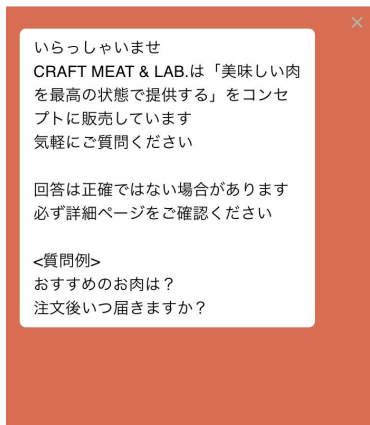 いらっしゃいませ
CRAFT MEAT & LAB.は「美味しい肉
を最高の状態で提供する」をコンセ
プトに販売しています
気軽にご質問ください
回答は正確ではない場合があります
必ず詳細ページをご確認ください
<質問例>
おすすめのお肉は？
注文後いつ届きますか？